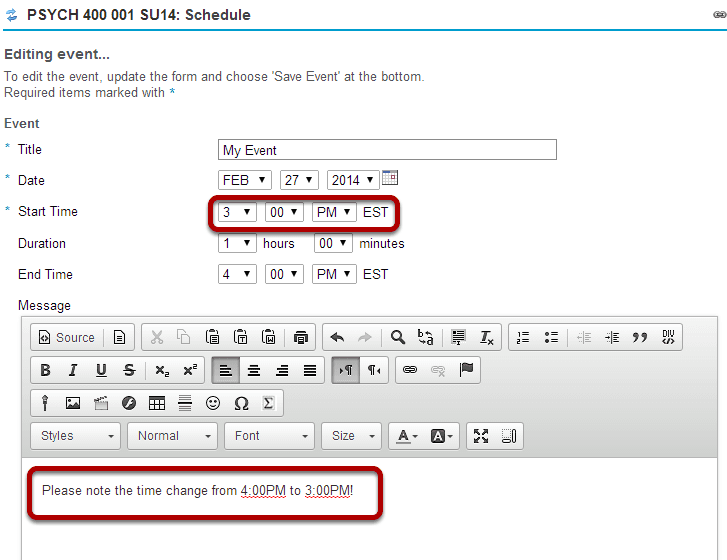 PSYCH 400 001 SU14: Schedule
Editing event...
To edit the event, update the form and choose 'Save Event' at the bottom.
Required items marked with *
Event
* Title My Event
* Date FEB 27 2014
* Start Time 3 00 PM EST
Duration 1 hours 00 minutes
End Time 4 00 PM EST
Message
Source
B I U S x₂ x² ¶ ¶
Ω Σ
Styles Normal Font Size A A
Please note the time change from 4:00PM to 3:00PM!